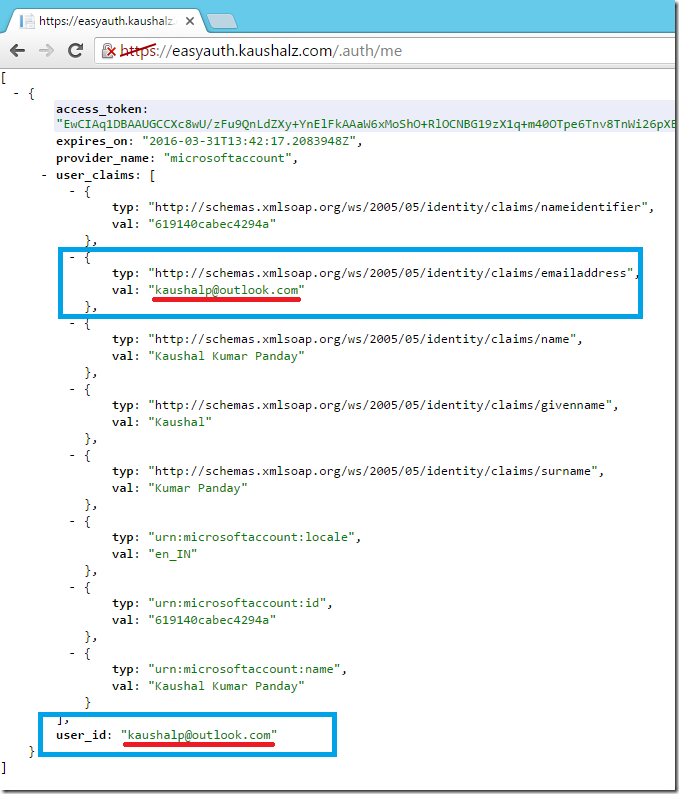 https://easyauth.kaushalz.
https://easyauth.kaushalz.com/.auth/me
[
- {
access_token:
"EwCIAq1DBAAUGCCXc8wU/zFu9QnLdZXy+YnElFkAAaW6xMoShO+RlOCNBG19zX1q+m40OTpe6Tnv8TnWi26pXB
expires_on: "2016-03-31T13:42:17.2083948Z",
provider_name: "microsoftaccount",
- user_claims: [
- {
typ: "http://schemas.xmlsoap.org/ws/2005/05/identity/claims/nameidentifier",
val: "619140cabec4294a"
},
- {
typ: "http://schemas.xmlsoap.org/ws/2005/05/identity/claims/emailaddress",
val: "kaushalp@outlook.com"
},
- {
typ: "http://schemas.xmlsoap.org/ws/2005/05/identity/claims/name",
val: "Kaushal Kumar Panday"
},
- {
typ: "http://schemas.xmlsoap.org/ws/2005/05/identity/claims/givenname",
val: "Kaushal"
},
- {
typ: "http://schemas.xmlsoap.org/ws/2005/05/identity/claims/surname",
val: "Kumar Panday"
},
- {
typ: "urn:microsoftaccount:locale",
val: "en_IN"
},
- {
typ: "urn:microsoftaccount:id",
val: "619140cabec4294a"
},
- {
typ: "urn:microsoftaccount:name",
val: "Kaushal Kumar Panday"
}
],
user_id: "kaushalp@outlook.com"
}
]